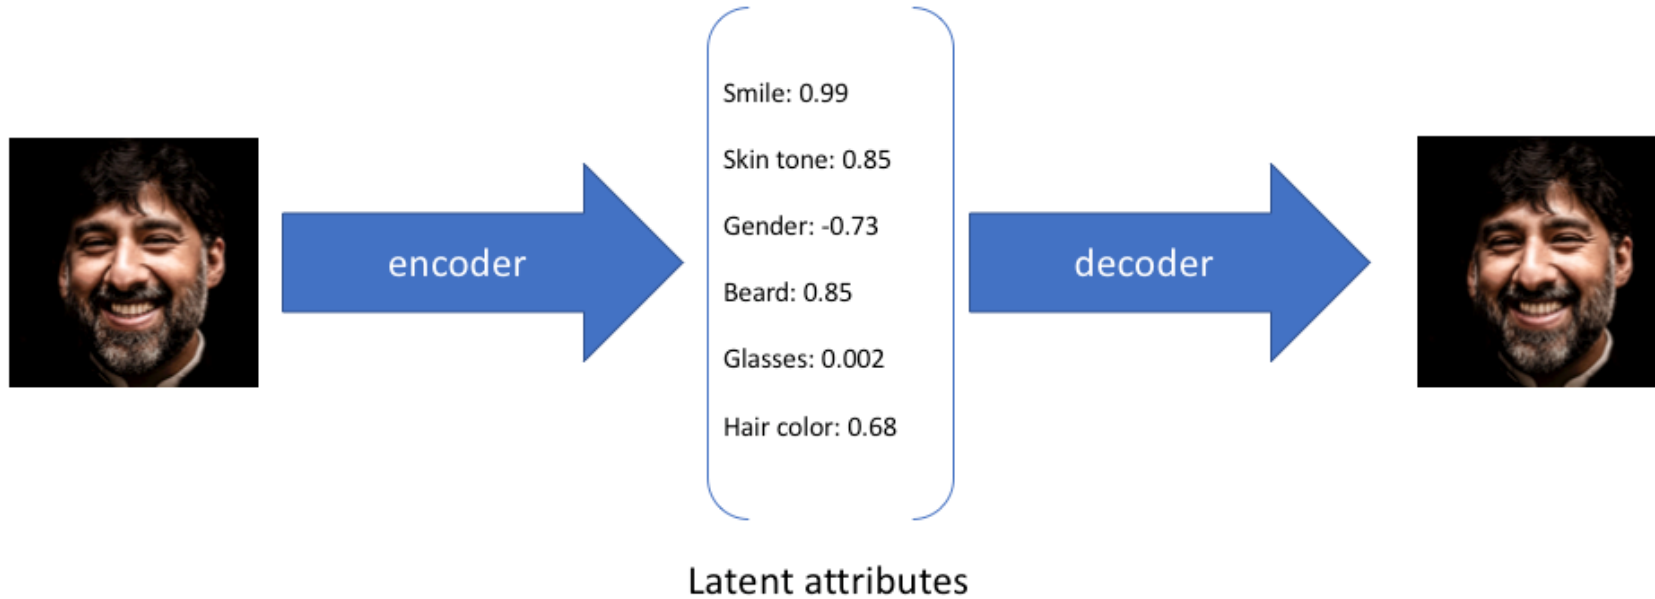 encoder
Smile: 0.99
Skin tone: 0.85
Gender: -0.73
Beard: 0.85
Glasses: 0.002
Hair color: 0.68
decoder
Latent attributes